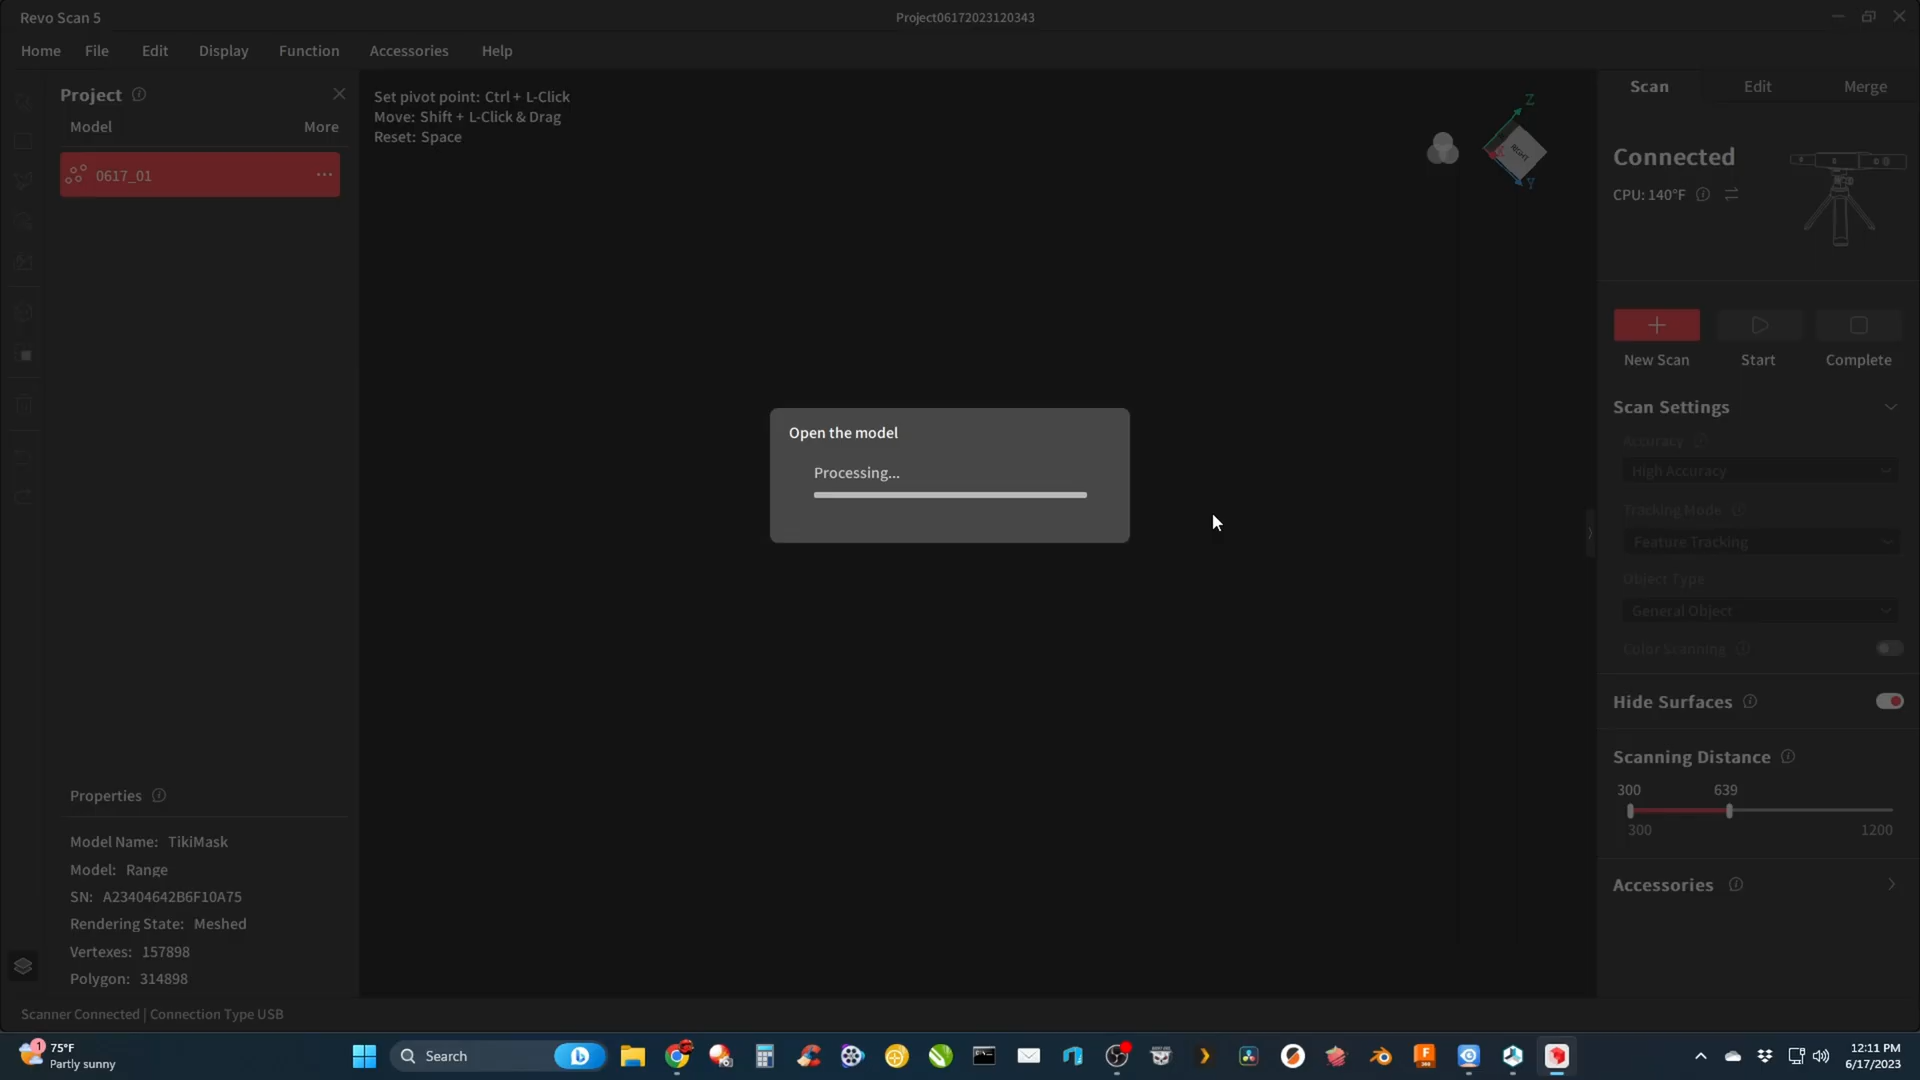 Revo Scan 5
Project06172023120343
Home File Edit Display Function Accessories Help
Project
Model More
0617_01
Set pivot point: Ctrl + L-Click
Move: Shift + L-Click & Drag
Reset: Space
Z
RIGHT
Y
Open the model
Processing...
Scan Edit Merge
Connected
CPU: 140°F
New Scan Start Complete
Scan Settings
Accuracy
High Accuracy
Tracking Mode
Feature Tracking
Object Type
General Object
Color Scanning
Hide Surfaces
Scanning Distance
300 639
300 1200
Accessories
Properties
Model Name: TikiMask
Model: Range
SN: A23404642B6F10A75
Rendering State: Meshed
Vertexes: 157898
Polygon: 314898
Scanner Connected | Connection Type USB
1
75°F
Partly sunny
Search
12:11 PM
6/17/2023